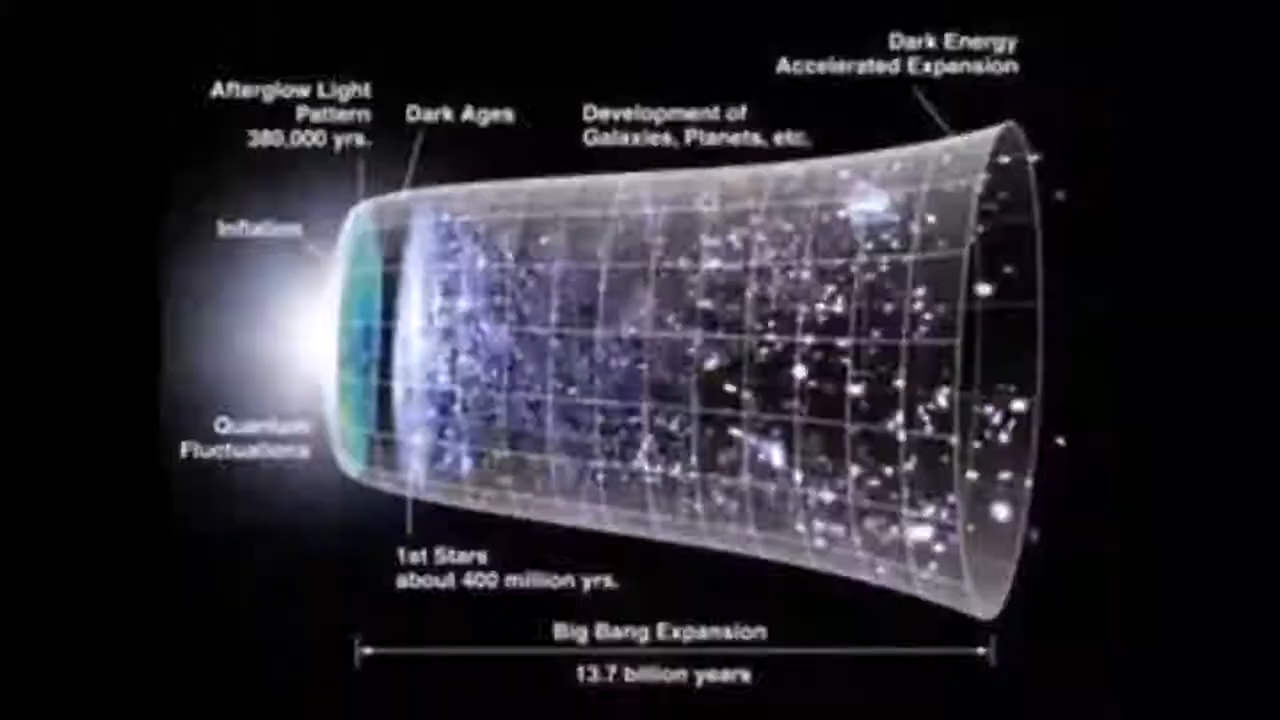 Dark Energy
Accelerated Expansion
Afterglow Light
Pattern
380,000 yrs.
Dark Ages
Development of
Galaxies, Planets, etc.
Inflation
Quantum
Fluctuations
1st Stars
about 400 million yrs.
Big Bang Expansion
13.7 billion years